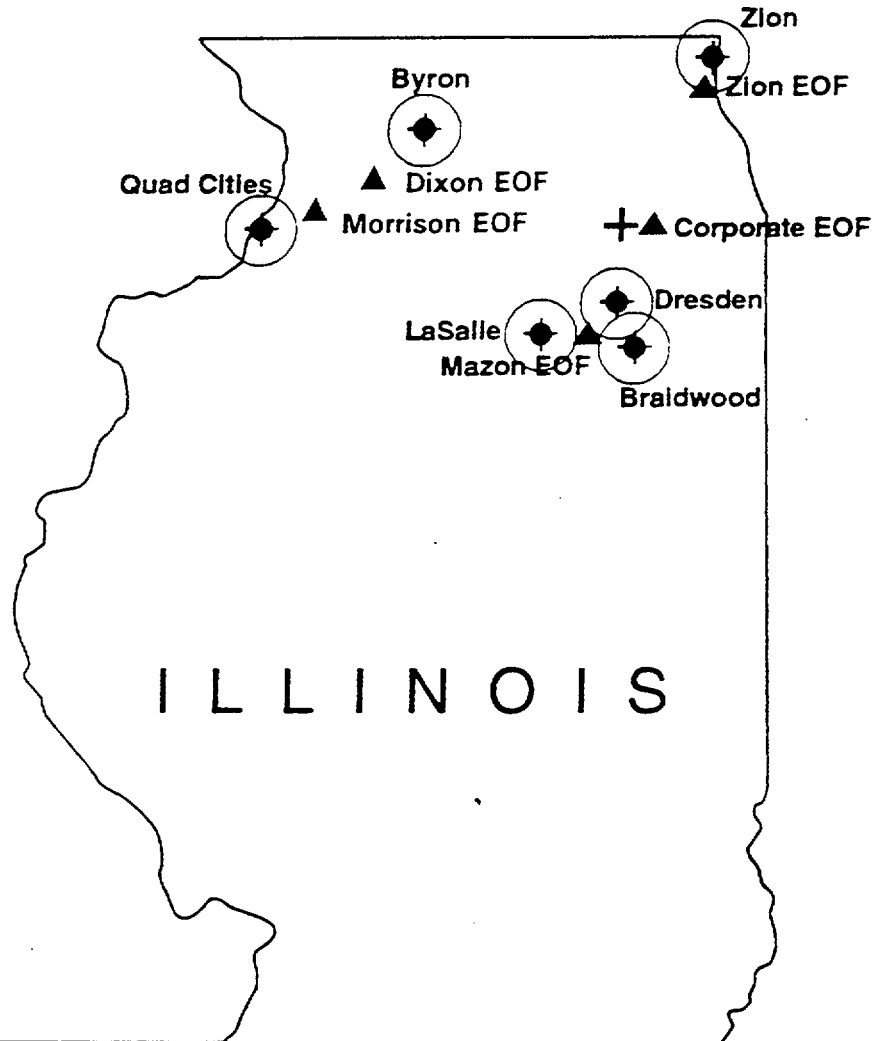 Zion
Zion EOF
Byron
Dixon EOF
Quad Cities
Morrison EOF
Corporate EOF
Dresden
LaSalle
Mazon EOF
Braidwood
ILLINOIS